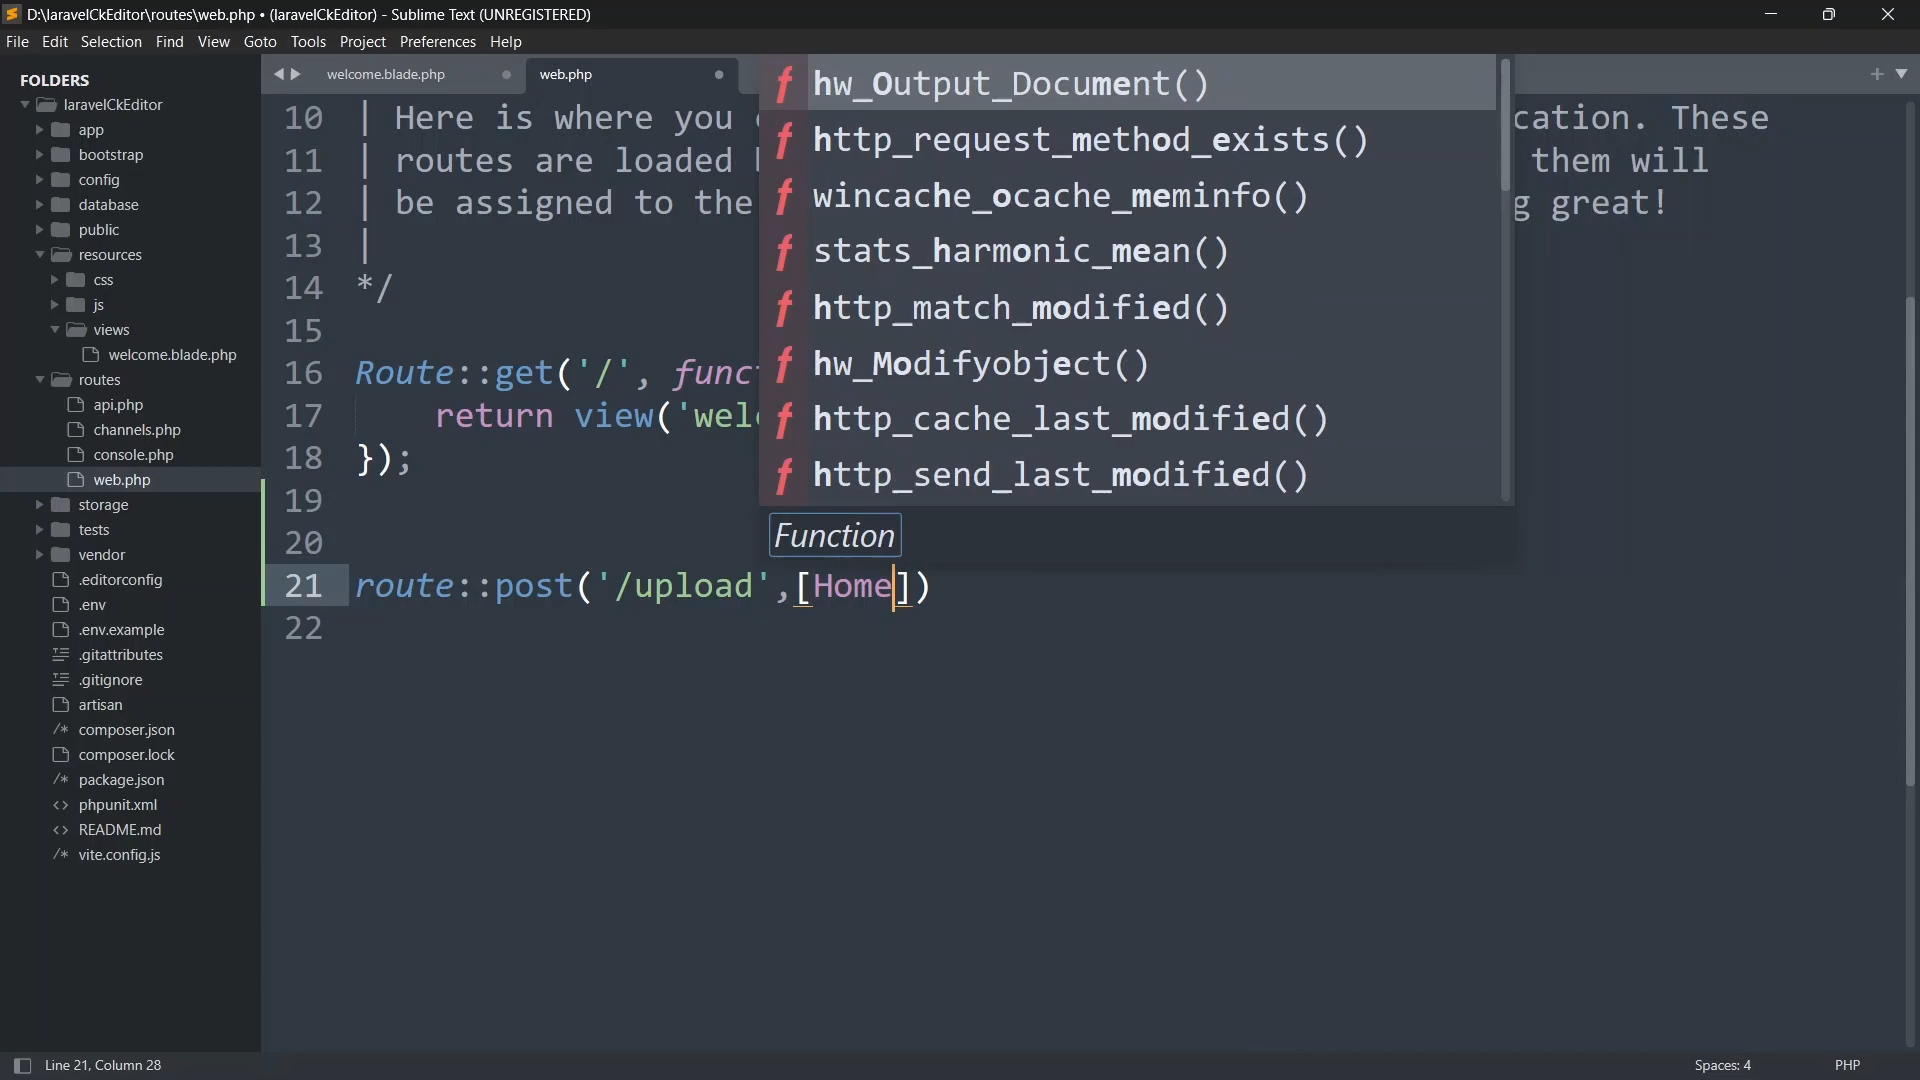 D:\laravelCkEditor\routes\web.php • (laravelCkEditor) - Sublime Text (UNREGISTERED)
File Edit Selection Find View Goto Tools Project Preferences Help
FOLDERS
laravelCkEditor
app
bootstrap
config
database
public
resources
css
js
views
welcome.blade.php
routes
api.php
channels.php
console.php
web.php
storage
tests
vendor
.editorconfig
.env
.env.example
.gitattributes
.gitignore
artisan
/* composer.json
composer.lock
/* package.json
<> phpunit.xml
<> README.md
/* vite.config.js
welcome.blade.php web.php
10 | Here is where you cation. These
11 | routes are loaded them will
12 | be assigned to the g great!
13 |
14 */
15
16 Route::get('/', func
17 return view('wel
18 });
19
20
21 route::post('/upload',[Home])
22
f hw_Output_Document()
f http_request_method_exists()
f wincache_ocache_meminfo()
f stats_harmonic_mean()
f http_match_modified()
f hw_Modifyobject()
f http_cache_last_modified()
f http_send_last_modified()
Function
Line 21, Column 28 Spaces: 4 PHP